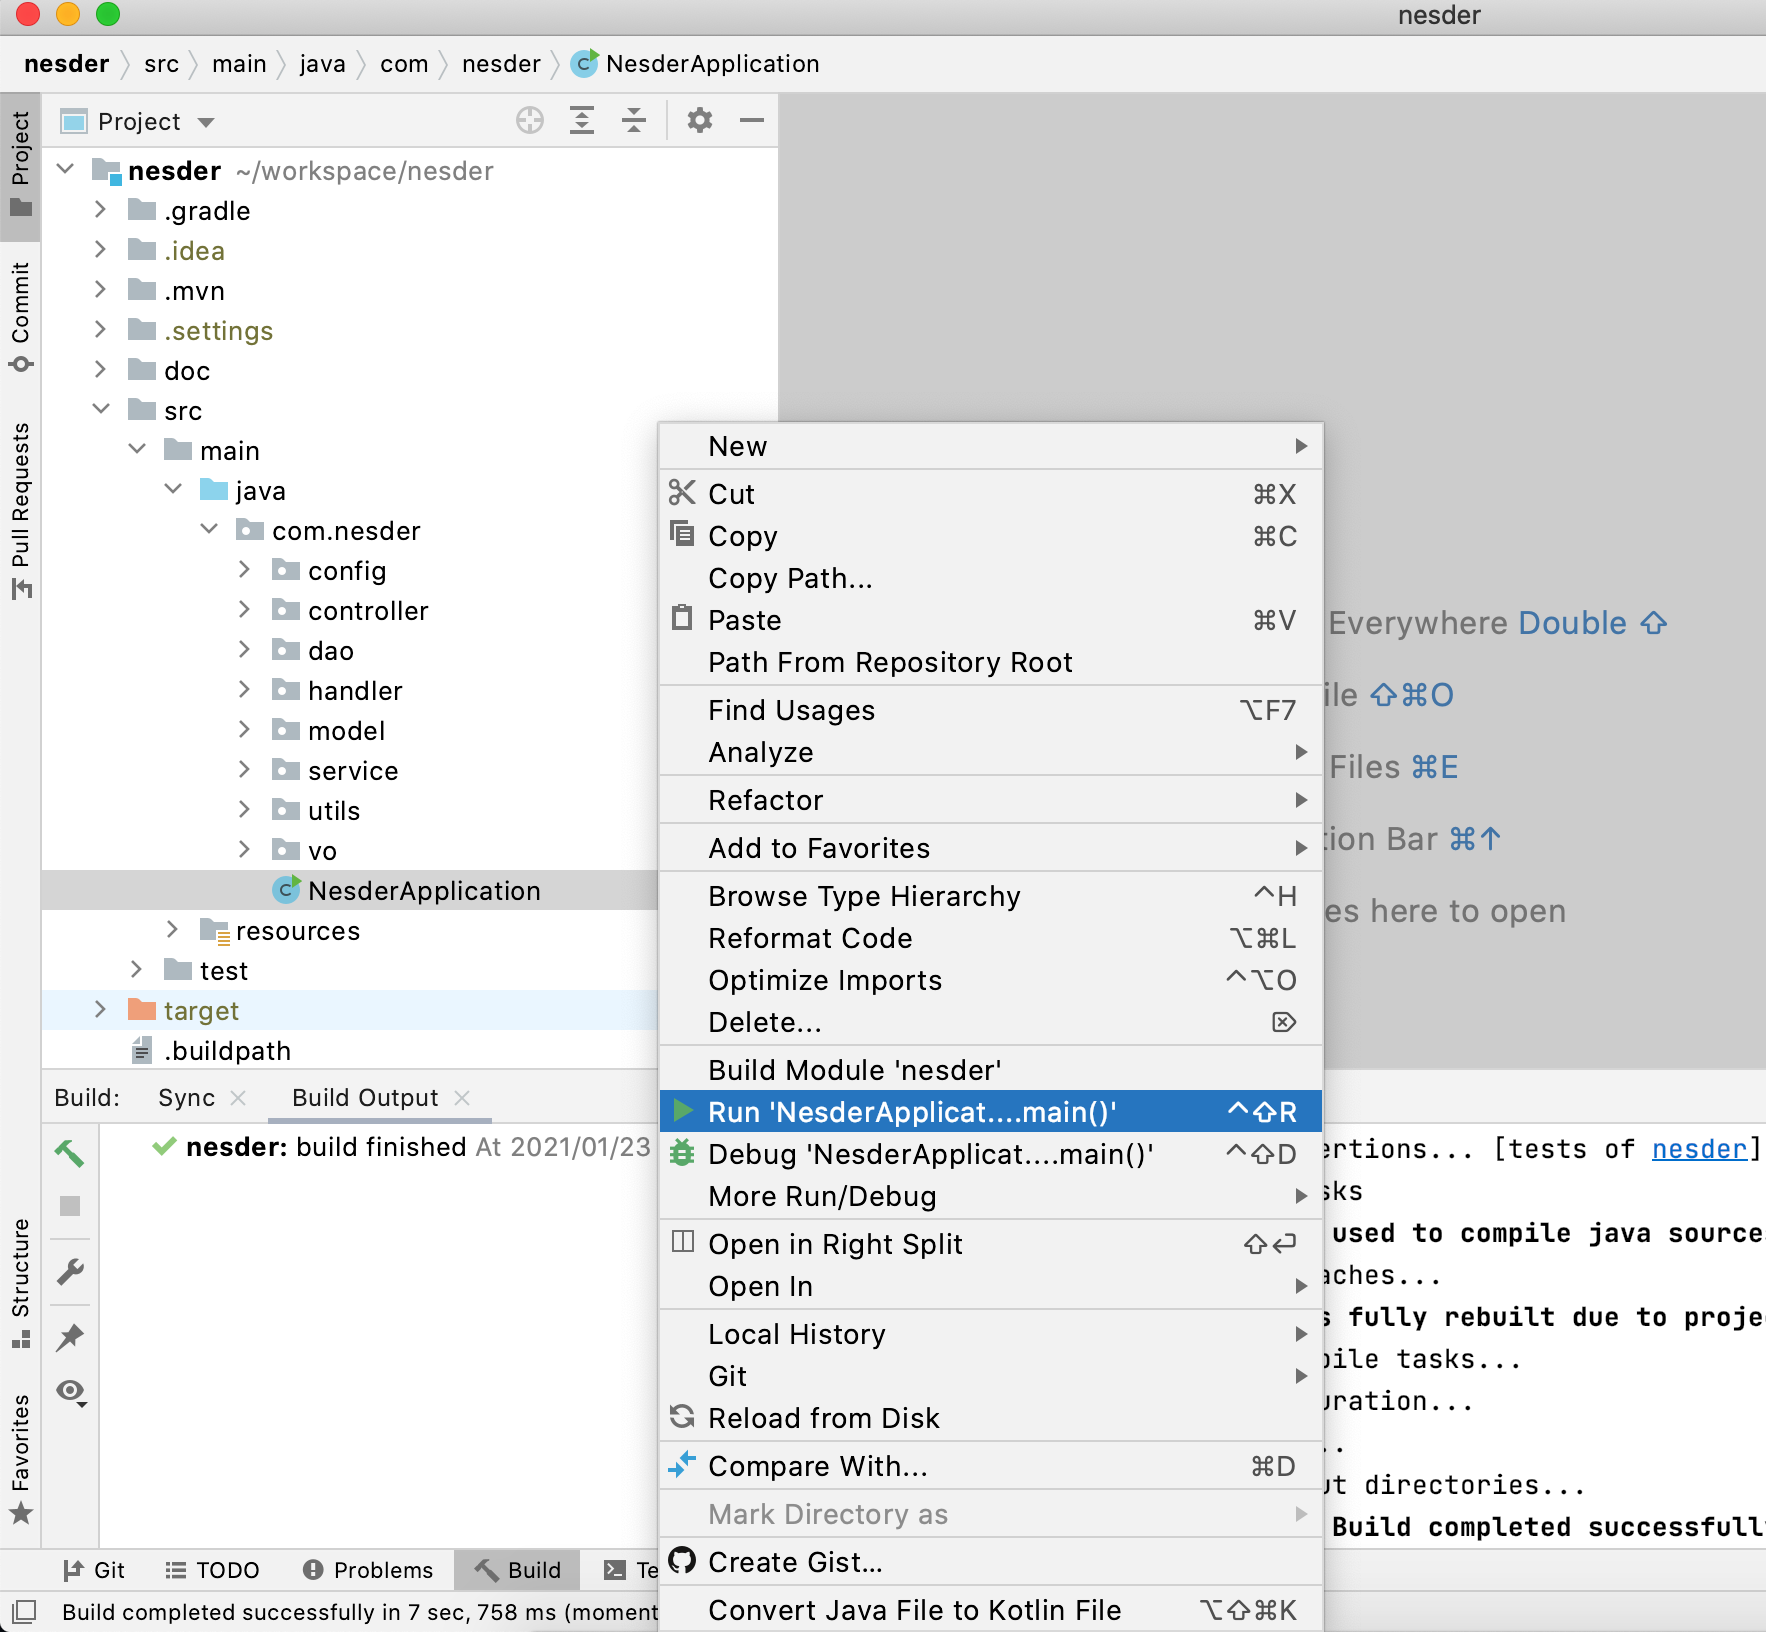 nesder
nesder src main java com nesder NesderApplication
Project
Project
Commit
Pull Requests
Structure
Favorites
nesder ~/workspace/nesder
.gradle
.idea
.mvn
.settings
doc
src
main
java
com.nesder
config
controller
dao
handler
model
service
utils
vo
NesderApplication
resources
test
target
.buildpath
New
Cut ⌘X
Copy ⌘C
Copy Path...
Paste ⌘V
Path From Repository Root
Find Usages ⌥F7
Analyze
Refactor
Add to Favorites
Browse Type Hierarchy ^H
Reformat Code ⌥⌘L
Optimize Imports ^⌥O
Delete... ⌦
Build Module 'nesder'
Run 'NesderApplicat....main()' ^⇧R
Debug 'NesderApplicat....main()' ^⇧D
More Run/Debug
Open in Right Split ⇧↩
Open In
Local History
Git
Reload from Disk
Compare With... ⌘D
Mark Directory as
Create Gist...
Convert Java File to Kotlin File ⌥⇧⌘K
Everywhere Double ⇧
ile ⇧⌘O
Files ⌘E
tion Bar ⌘↑
es here to open
Build: Sync Build Output
nesder: build finished At 2021/01/23
ertions... [tests of nesder]
sks
used to compile java source
aches...
s fully rebuilt due to proje
pile tasks...
uration...
..
ut directories...
Build completed successfull
Git TODO Problems Build Te
Build completed successfully in 7 sec, 758 ms (moment